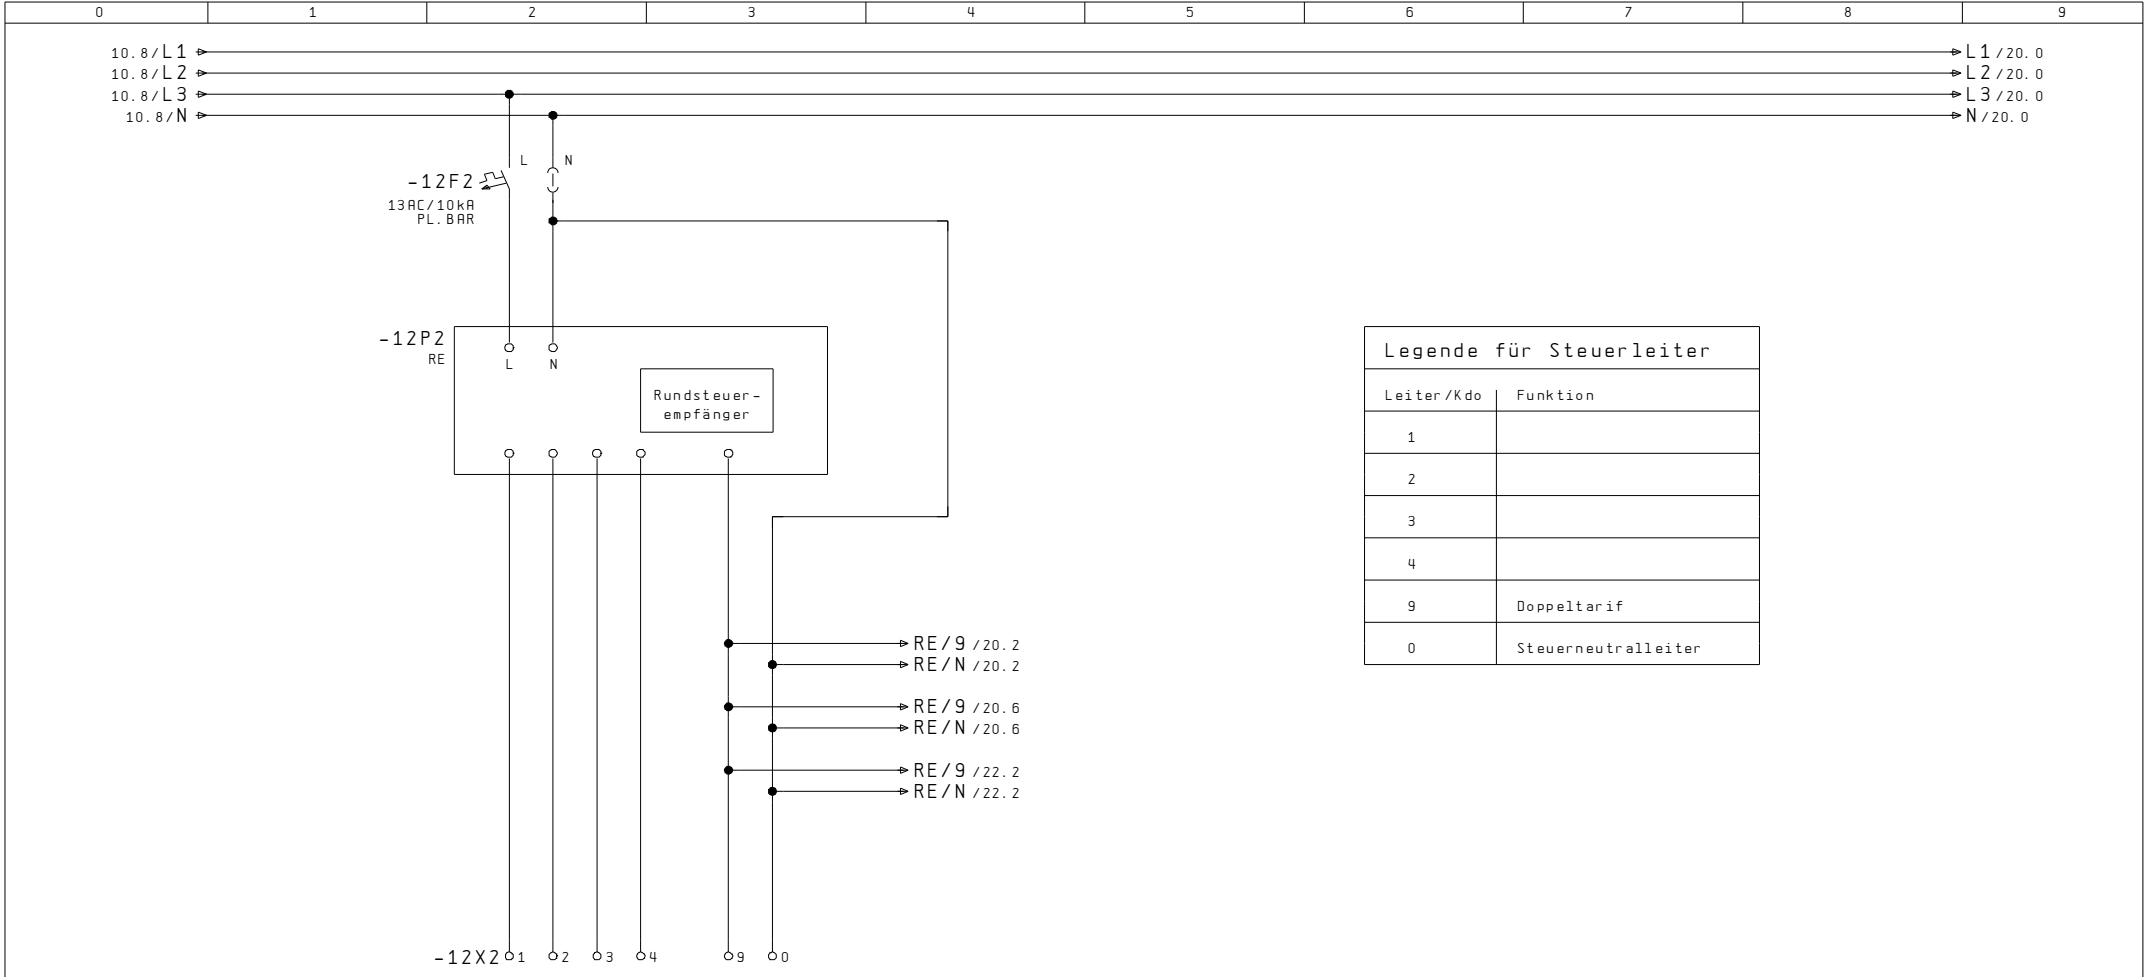 0 1 2 3 4 5 6 7 8 9
10.8/L1 L1/20.0
10.8/L2 L2/20.0
10.8/L3 L3/20.0
10.8/N N/20.0
L N
-12F2
13AC/10kA
PL.BAR
-12P2
RE
L N
Rundsteuer-
empfänger
Legende für Steuerleiter
Leiter/Kdo Funktion
1
2
3
4
9 Doppeltarif
0 Steuerneutralleiter
RE/9 /20.2
RE/N /20.2
RE/9 /20.6
RE/N /20.6
RE/9 /22.2
RE/N /22.2
-12X2 1 2 3 4 9 0